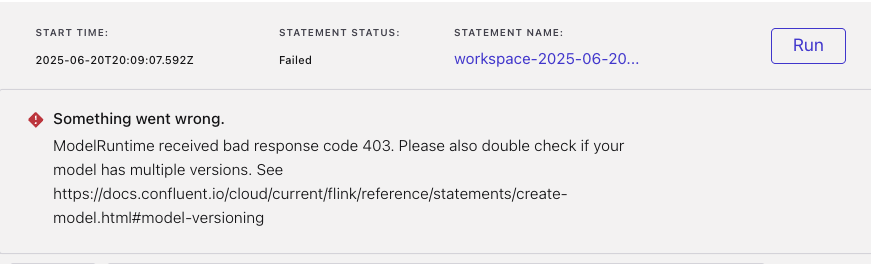 START TIME: STATEMENT STATUS: STATEMENT NAME:
2025-06-20T20:09:07.592Z Failed workspace-2025-06-20... Run
Something went wrong.
ModelRuntime received bad response code 403. Please also double check if your
model has multiple versions. See
https://docs.confluent.io/cloud/current/flink/reference/statements/create-
model.html#model-versioning